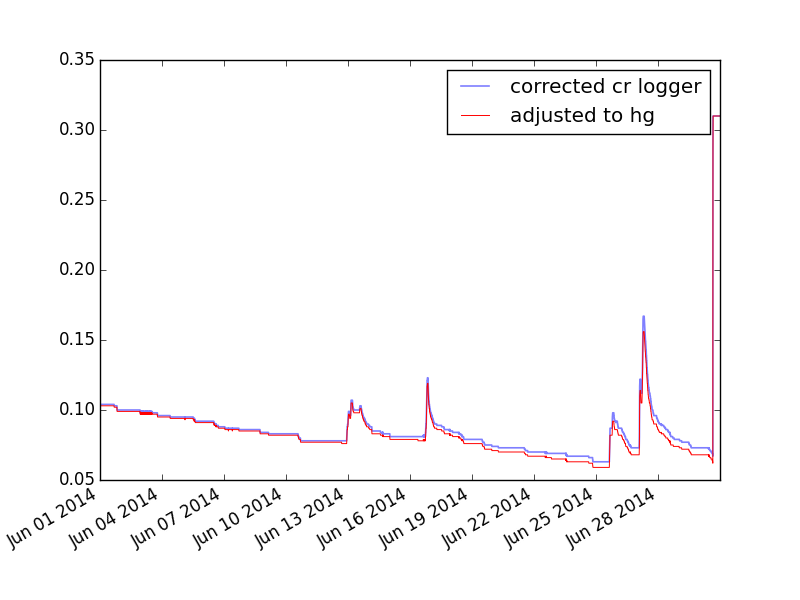 0.35
0.30
0.25
0.20
0.15
0.10
0.05
corrected cr logger
adjusted to hg
Jun 01 2014
Jun 04 2014
Jun 07 2014
Jun 10 2014
Jun 13 2014
Jun 16 2014
Jun 19 2014
Jun 22 2014
Jun 25 2014
Jun 28 2014